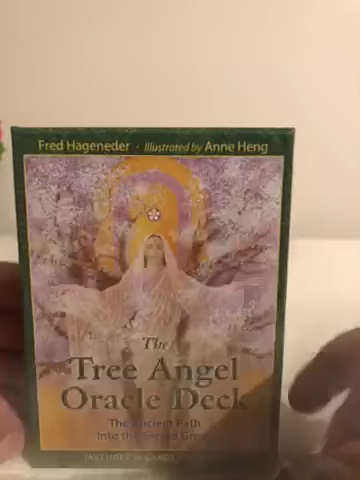 Fred Hageneder • Illustrated by Anne Heng
The
Tree Angel
Oracle Deck
The Ancient Path
Into the Sacred Grove
INCLUDES 36 CARDS